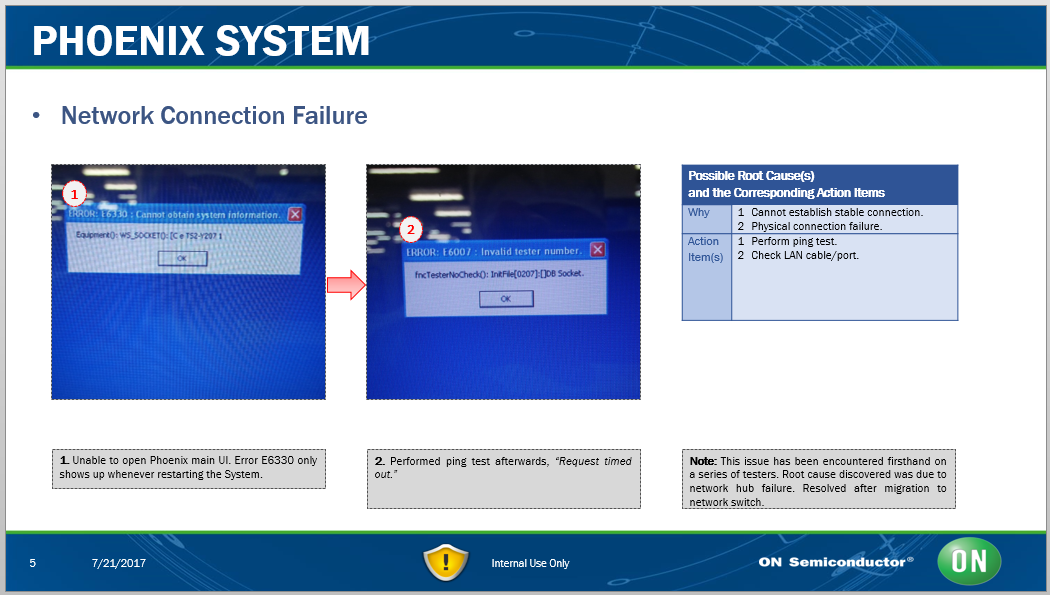 PHOENIX SYSTEM
• Network Connection Failure
1
ERROR: E6330 : Cannot obtain system information.
Equipment(): WS_SOCKET():
OK
2
ERROR: E6007 : Invalid tester number.
fncTesterNoCheck(): InitFile[0207]:[]DB Socket.
OK
Possible Root Cause(s)
and the Corresponding Action Items
Why
1 Cannot establish stable connection.
2 Physical connection failure.
Action
Item(s)
1 Perform ping test.
2 Check LAN cable/port.
1. Unable to open Phoenix main UI. Error E6330 only
shows up whenever restarting the System.
2. Performed ping test afterwards, “Request timed
out.”
Note: This issue has been encountered firsthand on
a series of testers. Root cause discovered was due to
network hub failure. Resolved after migration to
network switch.
5
7/21/2017
!
Internal Use Only
ON Semiconductor®
ON